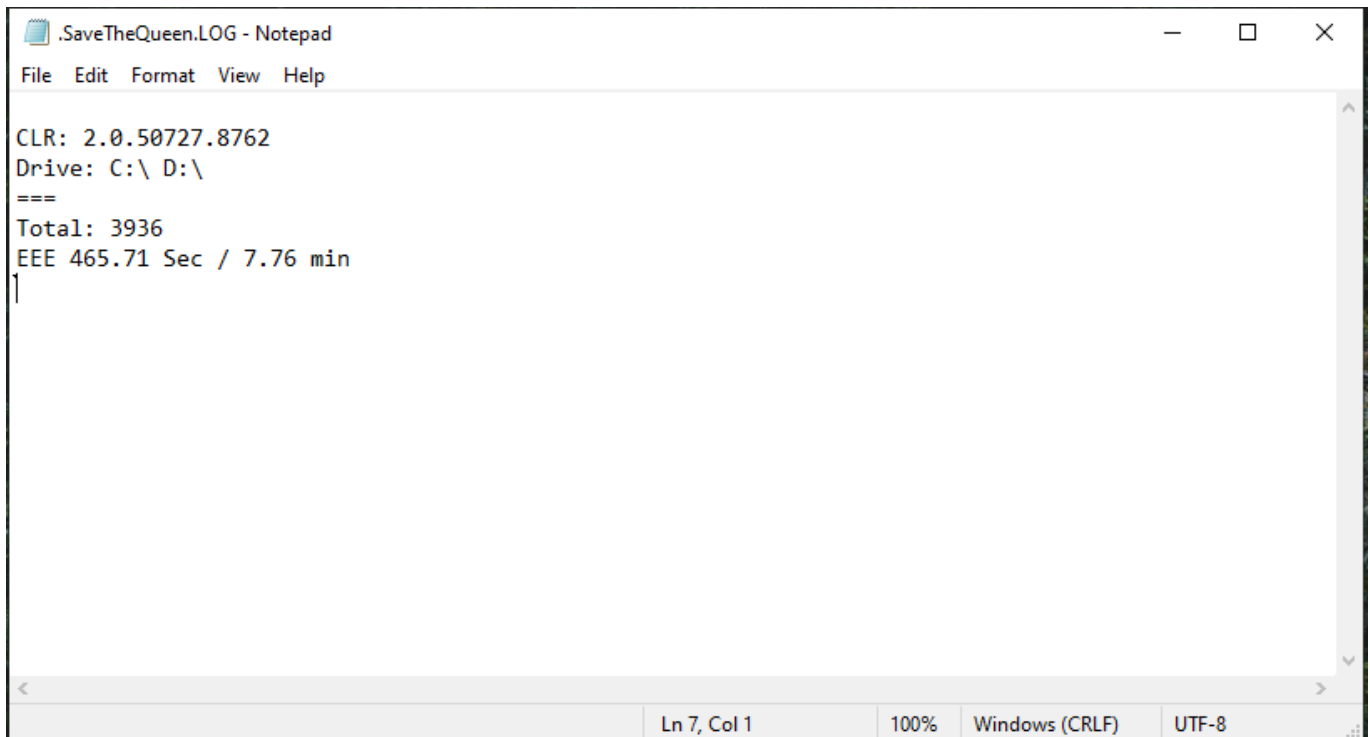 .SaveTheQueen.LOG - Notepad
File Edit Format View Help
CLR: 2.0.50727.8762
Drive: C:\ D:\
===
Total: 3936
EEE 465.71 Sec / 7.76 min
Ln 7, Col 1 100% Windows (CRLF) UTF-8